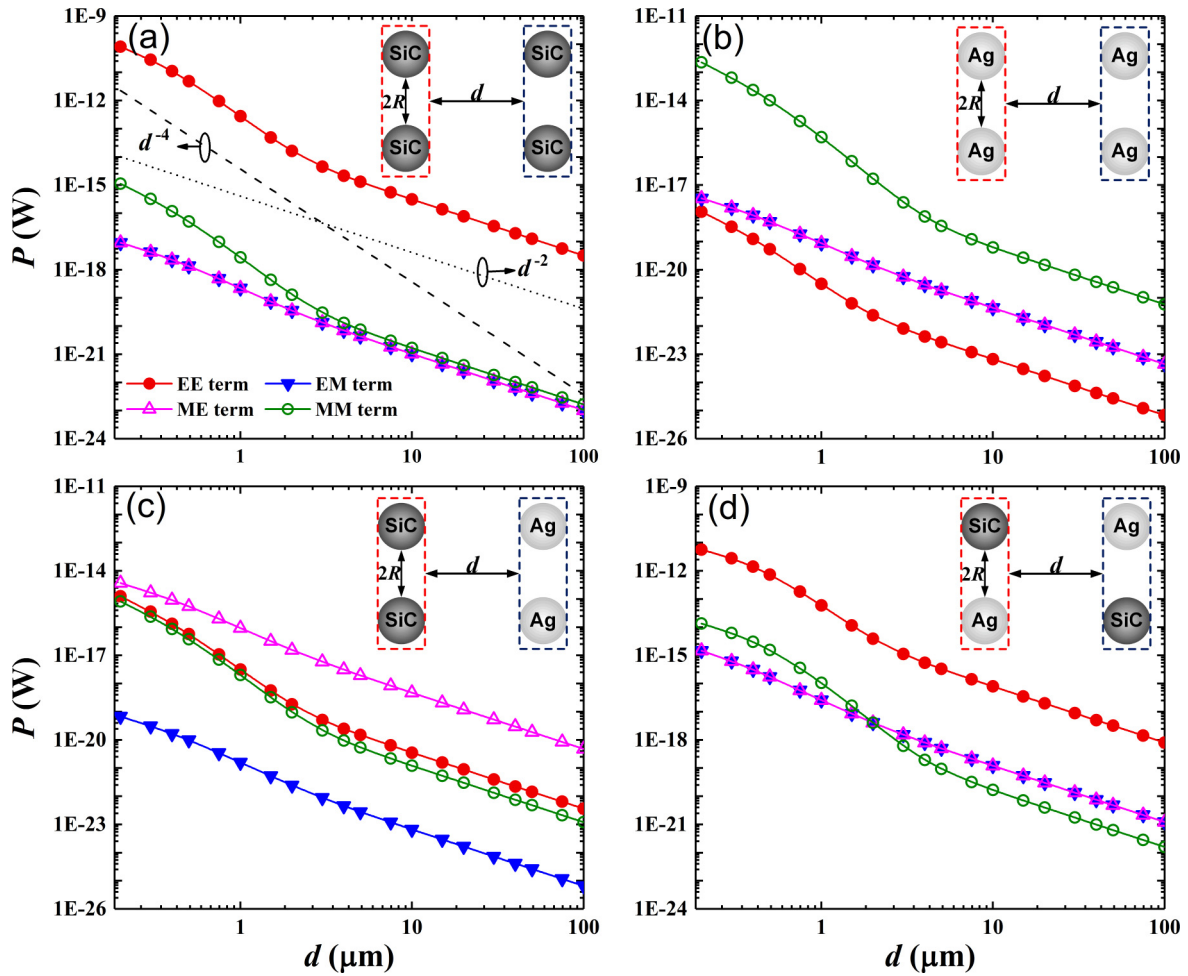 (a)
P (W)
1E-9
1E-12
1E-15
1E-18
1E-21
1E-24
SiC SiC
2R d
SiC SiC
d⁻⁴
d⁻²
EE term EM term
ME term MM term
1 10 100
(b)
1E-11
1E-14
1E-17
1E-20
1E-23
1E-26
Ag Ag
2R d
Ag Ag
1 10 100
(c)
P (W)
1E-11
1E-14
1E-17
1E-20
1E-23
1E-26
SiC Ag
2R d
SiC Ag
1 10 100
d (μm)
(d)
1E-9
1E-12
1E-15
1E-18
1E-21
1E-24
SiC Ag
2R d
Ag SiC
1 10 100
d (μm)